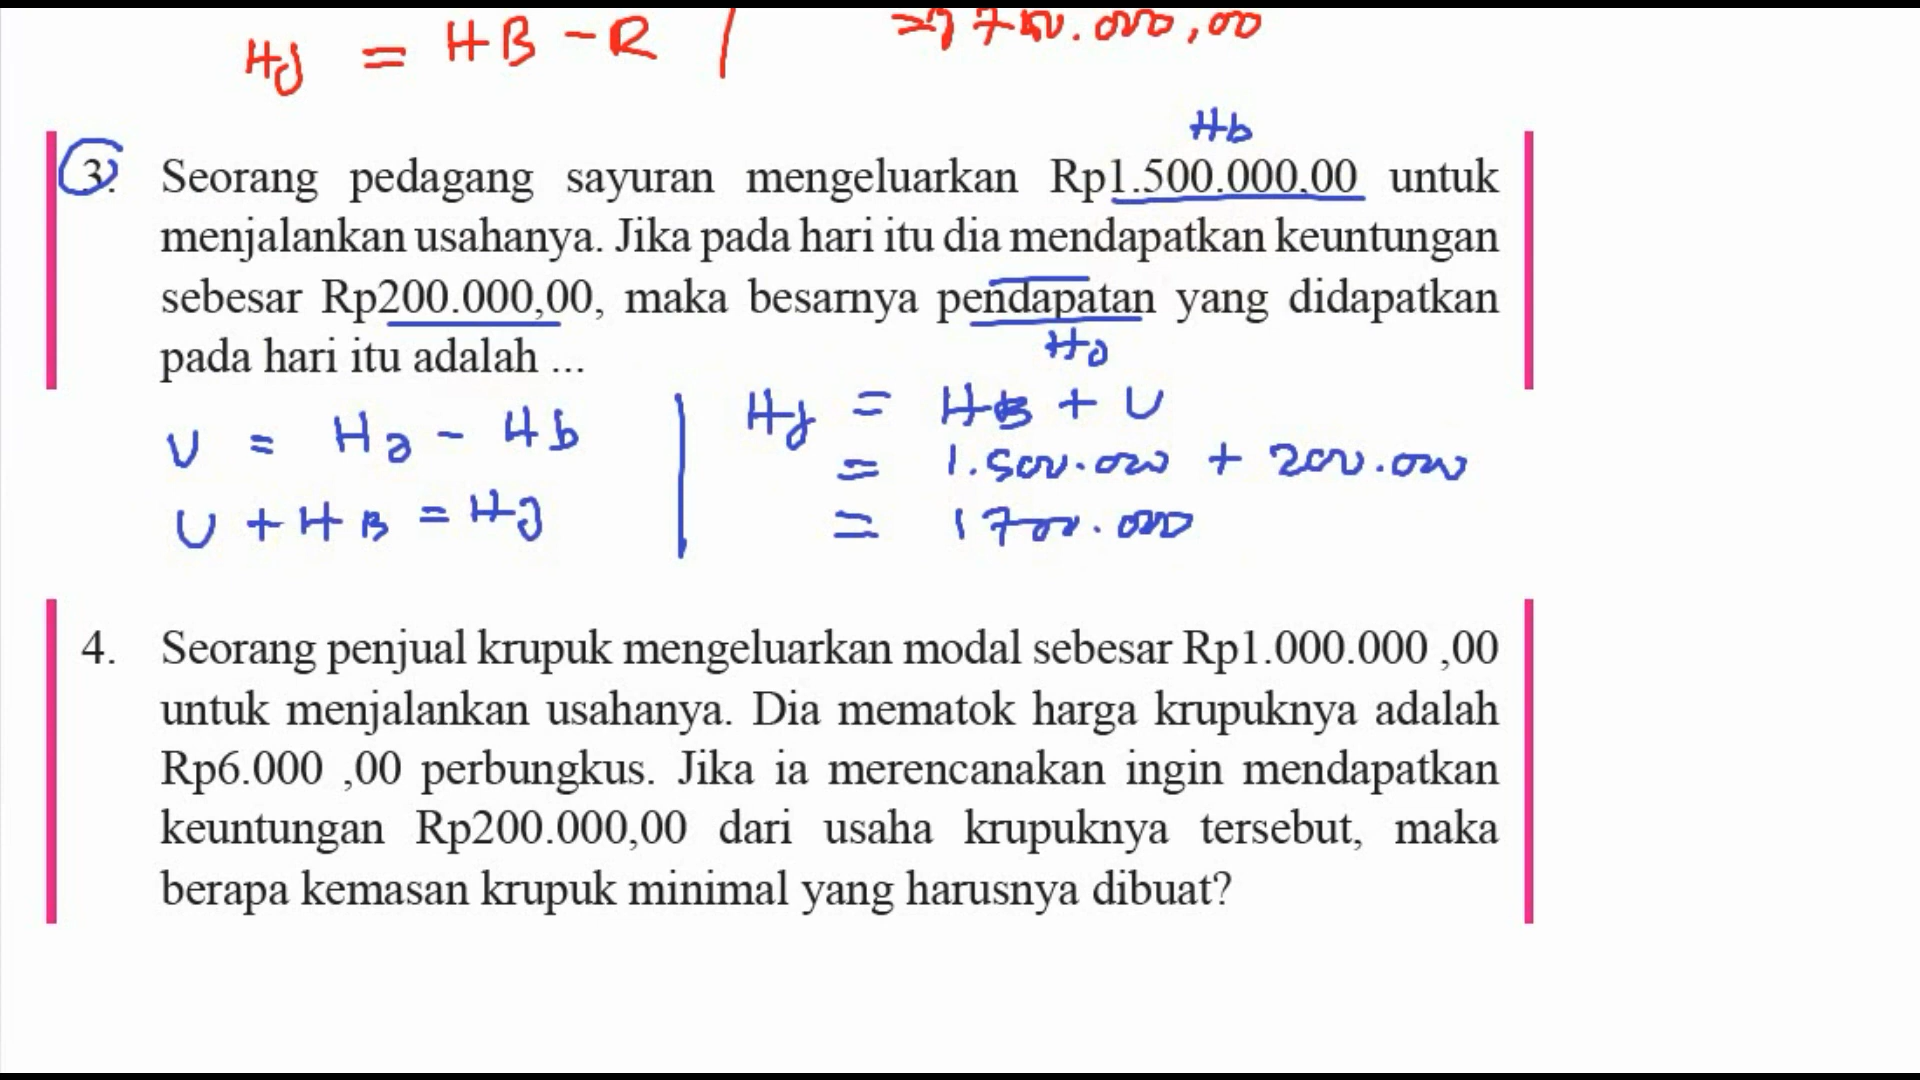 HJ = HB - R
Hb
3. Seorang pedagang sayuran mengeluarkan Rp1.500.000,00 untuk
menjalankan usahanya. Jika pada hari itu dia mendapatkan keuntungan
sebesar Rp200.000,00, maka besarnya pendapatan yang didapatkan
HJ
pada hari itu adalah ...
U = HJ - Hb
U + HB = HJ
HJ = HB + U
= 1.500.000 + 200.000
= 1700.000
4. Seorang penjual krupuk mengeluarkan modal sebesar Rp1.000.000 ,00
untuk menjalankan usahanya. Dia mematok harga krupuknya adalah
Rp6.000 ,00 perbungkus. Jika ia merencanakan ingin mendapatkan
keuntungan Rp200.000,00 dari usaha krupuknya tersebut, maka
berapa kemasan krupuk minimal yang harusnya dibuat?